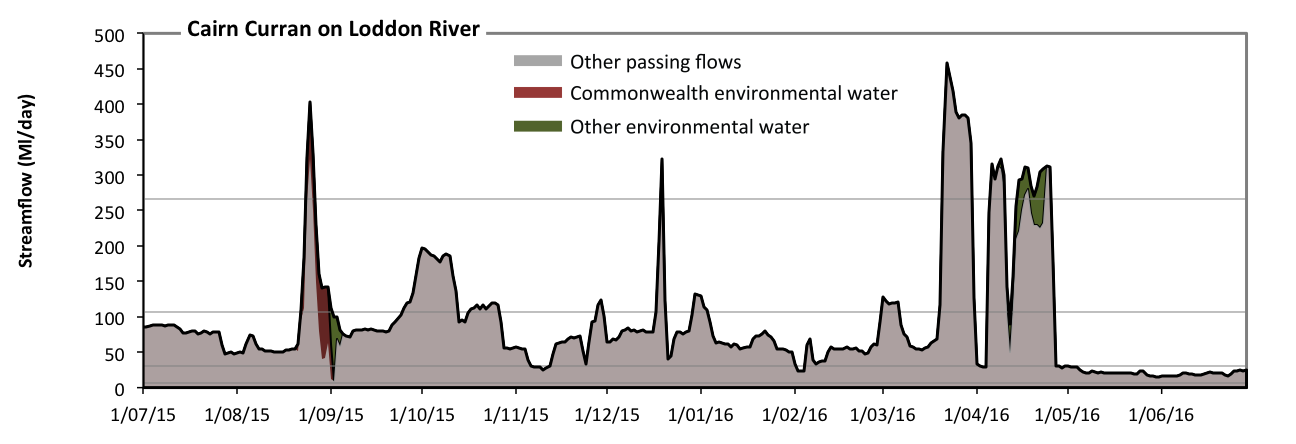 Cairn Curran on Loddon River
Streamflow (Ml/day)
500
450
400
350
300
250
200
150
100
50
0
Other passing flows
Commonwealth environmental water
Other environmental water
1/07/15 1/08/15 1/09/15 1/10/15 1/11/15 1/12/15 1/01/16 1/02/16 1/03/16 1/04/16 1/05/16 1/06/16